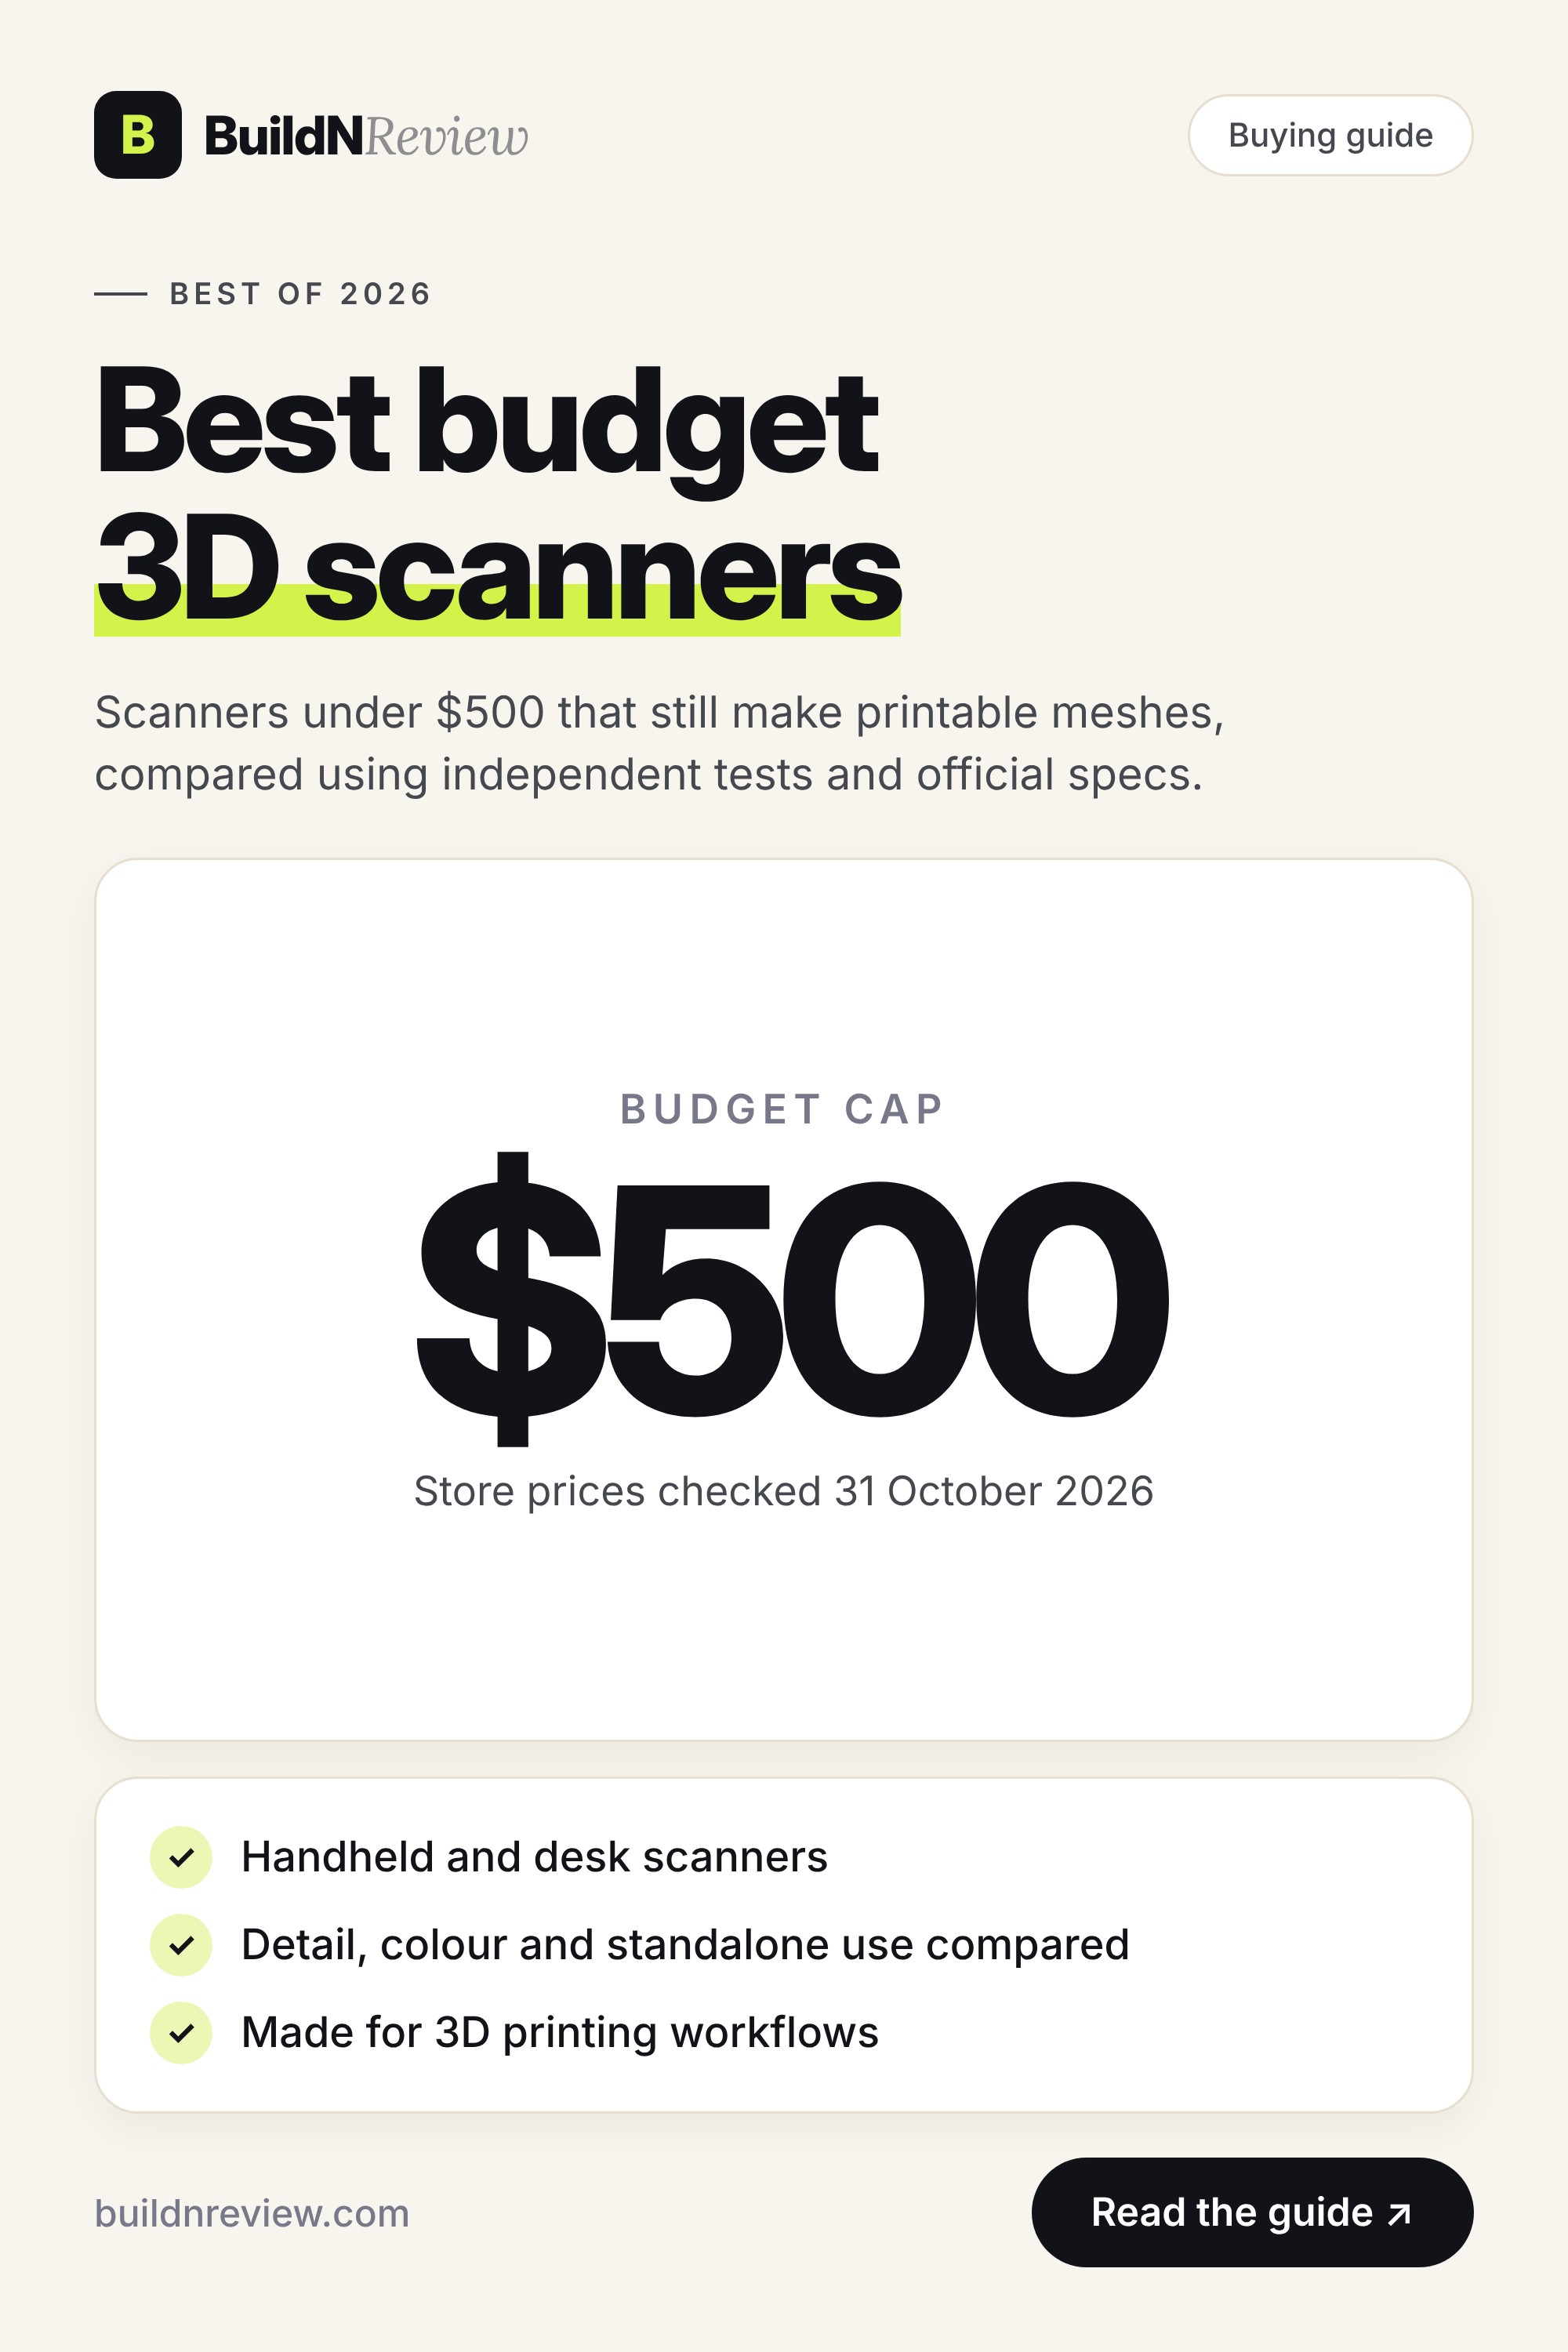 B BuildNReview
Buying guide
BEST OF 2026
Best budget
3D scanners
Scanners under $500 that still make printable meshes,
compared using independent tests and official specs.
BUDGET CAP
$500
Store prices checked 31 October 2026
Handheld and desk scanners
Detail, colour and standalone use compared
Made for 3D printing workflows
buildnreview.com
Read the guide ↗